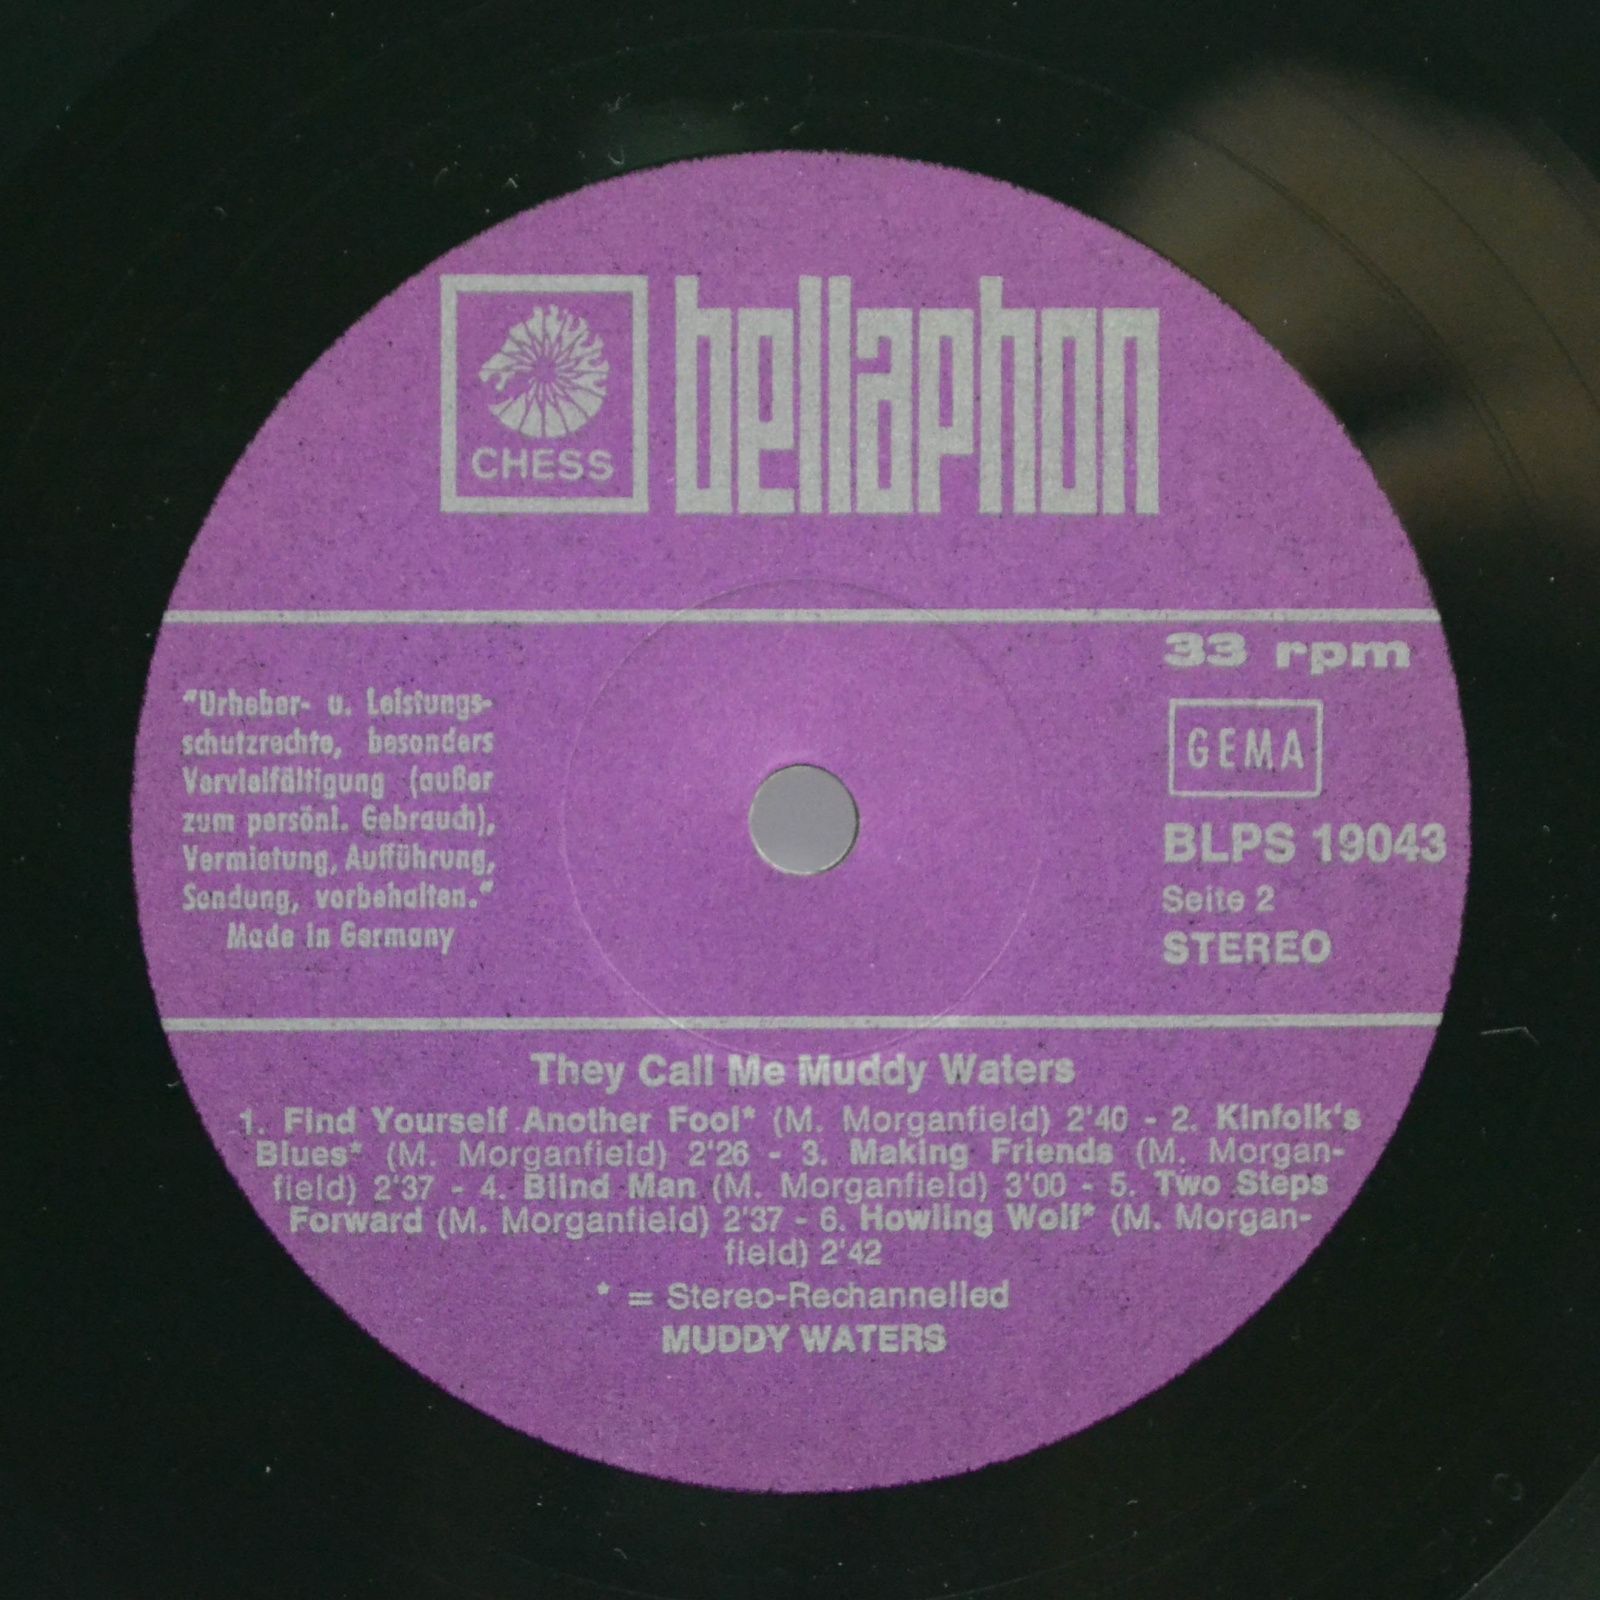 CHESS
bellaphon
33 rpm
GEMA
BLPS 19043
Seite 2
STEREO
"Urheber- u. Leistungs-
schutzrechte, besonders
Vervielfältigung (außer
zum persönl. Gebrauch),
Vermietung, Aufführung,
Sendung, vorbehalten."
Made in Germany
They Call Me Muddy Waters
1. Find Yourself Another Fool* (M. Morganfield) 2'40 - 2. Kinfolk's
Blues* (M. Morganfield) 2'26 - 3. Making Friends (M. Morgan-
field) 2'37 - 4. Blind Man (M. Morganfield) 3'00 - 5. Two Steps
Forward (M. Morganfield) 2'37 - 6. Howling Wolf* (M. Morgan-
field) 2'42
* = Stereo-Rechannelled
MUDDY WATERS